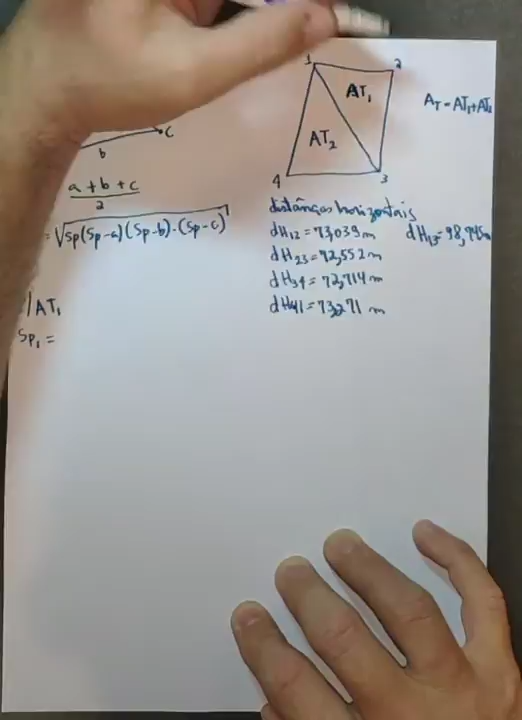 1 2
AT₁
AT₂
4 3
A_T = AT₁ + AT₂
c
b
a + b + c
2
= √Sp(Sp-a)(Sp-b)·(Sp-c)
distâncias horizontais
dH12 = 73,039 m dH13 = 98,945m
dH23 = 72,552 m
dH34 = 72,714 m
dH41 = 73,271 m
/AT₁
Sp₁ =